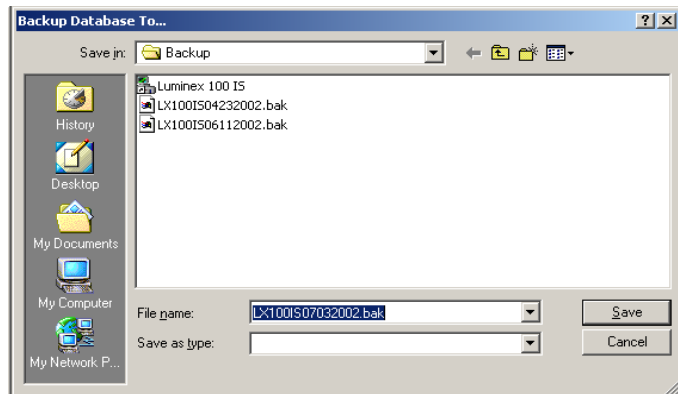 Backup Database To...
Save in: Backup
Luminex 100 IS
LX100IS04232002.bak
LX100IS06112002.bak
History
Desktop
My Documents
My Computer
My Network P...
File name: LX100IS07032002.bak Save
Save as type: Cancel